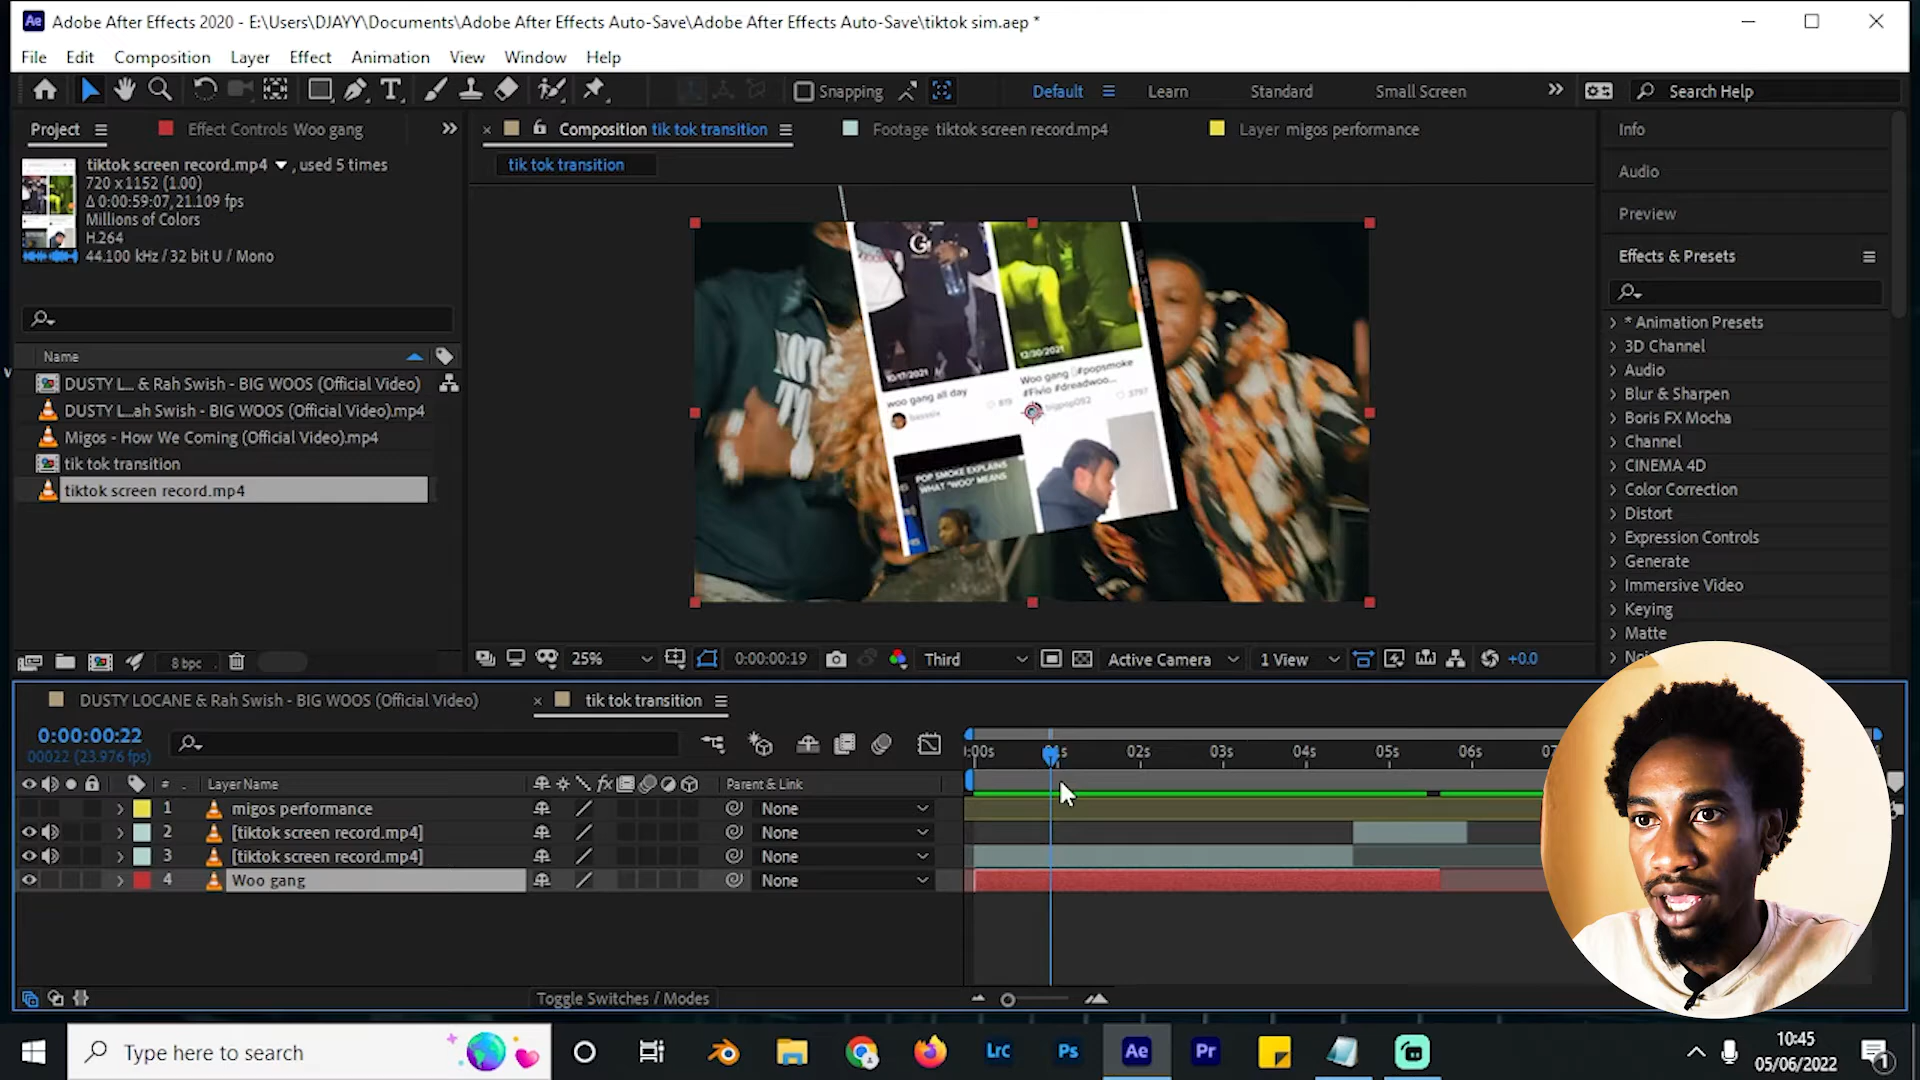 Adobe After Effects 2020 - E:\Users\DJAYY\Documents\Adobe After Effects Auto-Save\Adobe After Effects Auto-Save\tiktok sim.aep *
File Edit Composition Layer Effect Animation View Window Help
Snapping Default Learn Standard Small Screen Search Help
Project Effect Controls Woo gang
Composition tik tok transition Footage tiktok screen record.mp4 Layer migos performance
tik tok transition
tiktok screen record.mp4 , used 5 times
720 x 1152 (1.00)
Δ 0:00:59:07, 21.109 fps
Millions of Colors
H.264
44.100 kHz / 32 bit U / Mono
Name
DUSTY L... & Rah Swish - BIG WOOS (Official Video)
DUSTY L...ah Swish - BIG WOOS (Official Video).mp4
Migos - How We Coming (Official Video).mp4
tik tok transition
tiktok screen record.mp4
8 bpc
10/17/2021
12/30/2021
woo gang all day
819
Woo gang #popsmoke
#Fivio #dreadwoo...
bigpop092
3797
POP SMOKE EXPLAINS
WHAT "WOO" MEANS
25% 0:00:00:19 Third Active Camera 1 View +0.0
Info
Audio
Preview
Effects & Presets
* Animation Presets
3D Channel
Audio
Blur & Sharpen
Boris FX Mocha
Channel
CINEMA 4D
Color Correction
Distort
Expression Controls
Generate
Immersive Video
Keying
Matte
DUSTY LOCANE & Rah Swish - BIG WOOS (Official Video) tik tok transition
0:00:00:22
00022 (23.976 fps)
:00s 02s 03s 04s 05s 06s
# Layer Name fx Parent & Link
1 migos performance None
2 [tiktok screen record.mp4] None
3 [tiktok screen record.mp4] None
4 Woo gang None
Toggle Switches / Modes
Type here to search
LrC Ps Ae Pr
10:45
05/06/2022
1